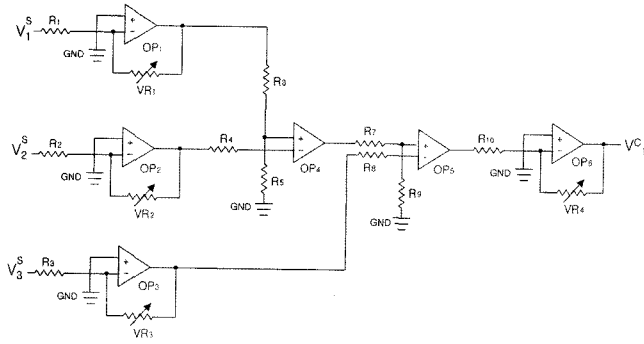 V₁ˢ
R₁
GND
OP₁
VR₁
R₃
V₂ˢ
R₂
GND
OP₂
VR₂
R₄
R₅
GND
OP₄
R₇
R₈
R₉
GND
OP₅
R₁₀
GND
OP₆
VR₄
Vᶜ₁
V₃ˢ
R₃
GND
OP₃
VR₃